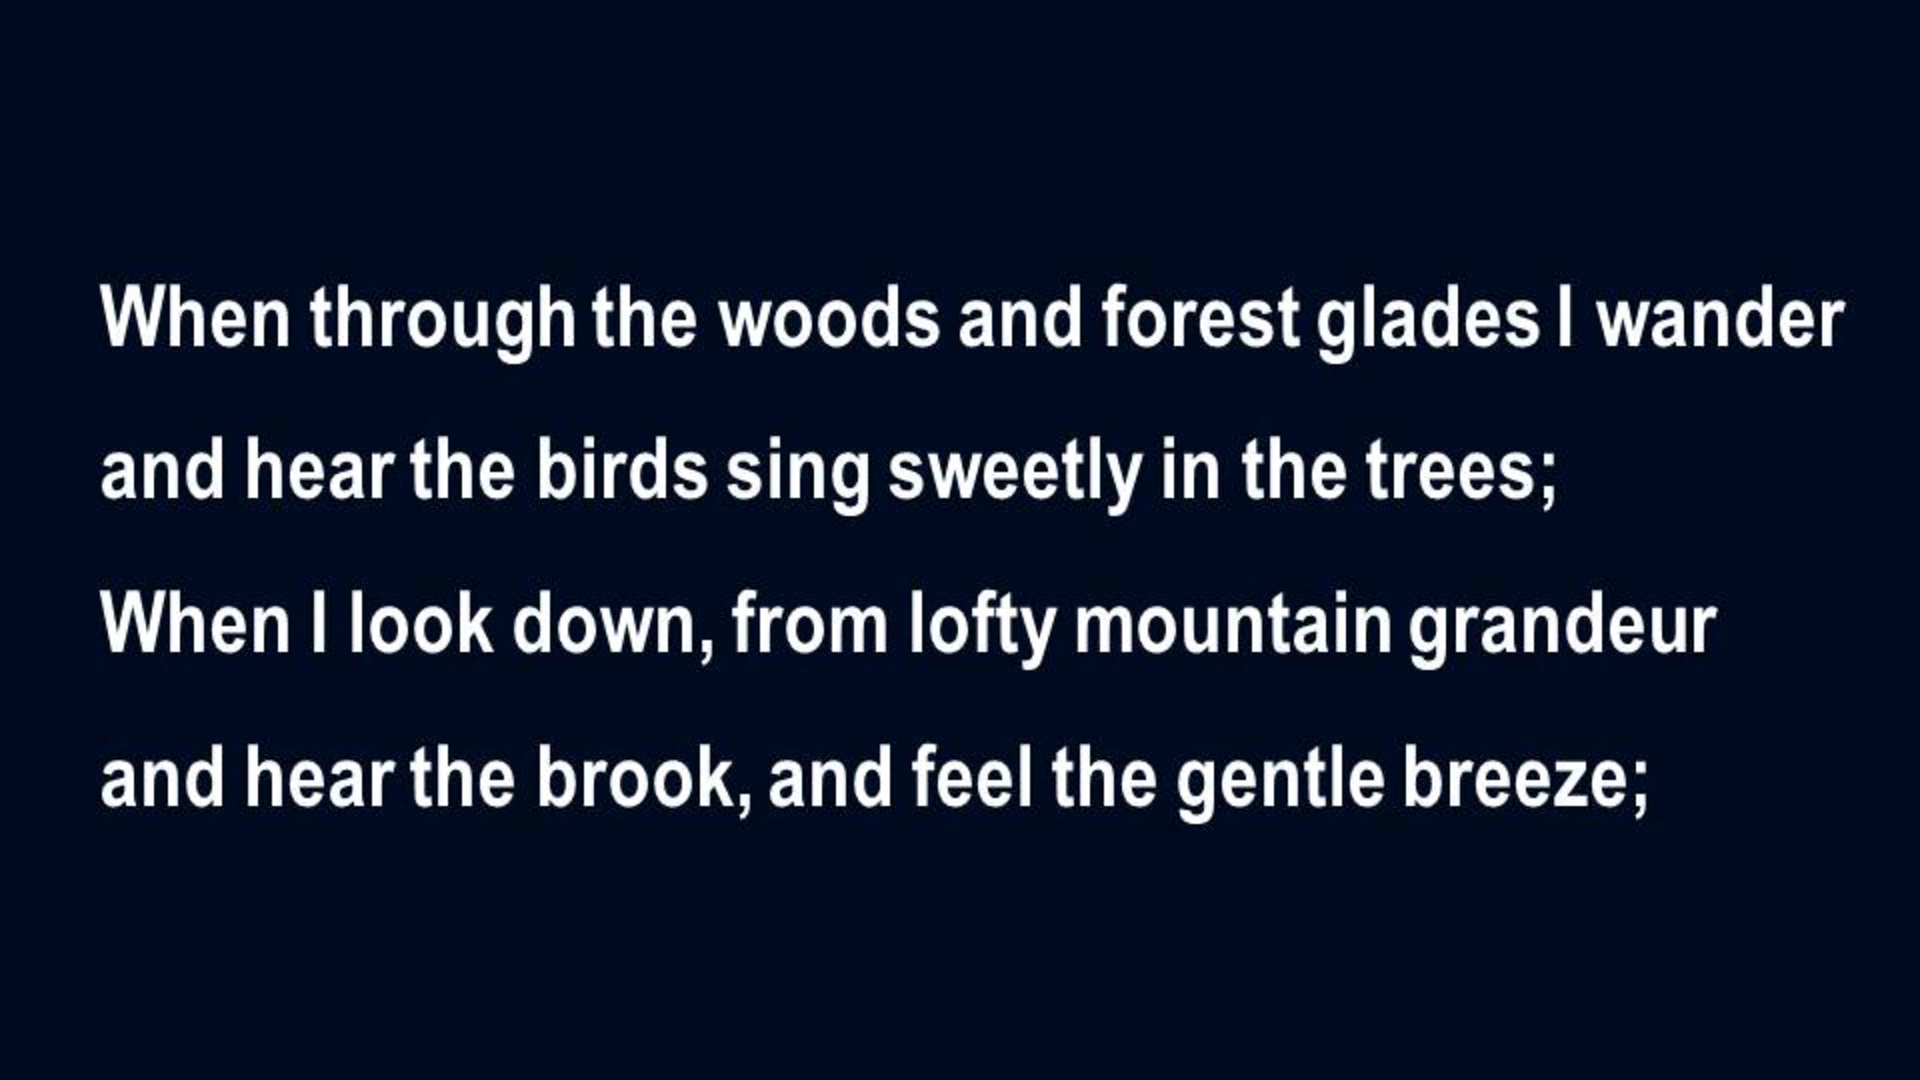 When through the woods and forest glades I wander
and hear the birds sing sweetly in the trees;
When I look down, from lofty mountain grandeur
and hear the brook, and feel the gentle breeze;